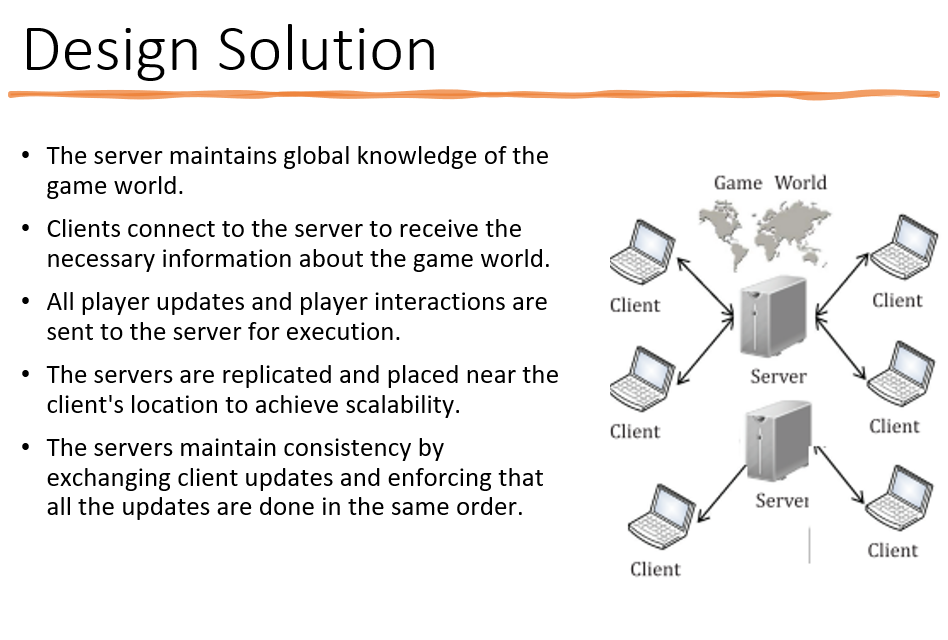 Design Solution
• The server maintains global knowledge of the
game world.
• Clients connect to the server to receive the
necessary information about the game world.
• All player updates and player interactions are
sent to the server for execution.
• The servers are replicated and placed near the
client's location to achieve scalability.
• The servers maintain consistency by
exchanging client updates and enforcing that
all the updates are done in the same order.
Game World
Client
Client
Server
Client
Client
Server
Client
Client